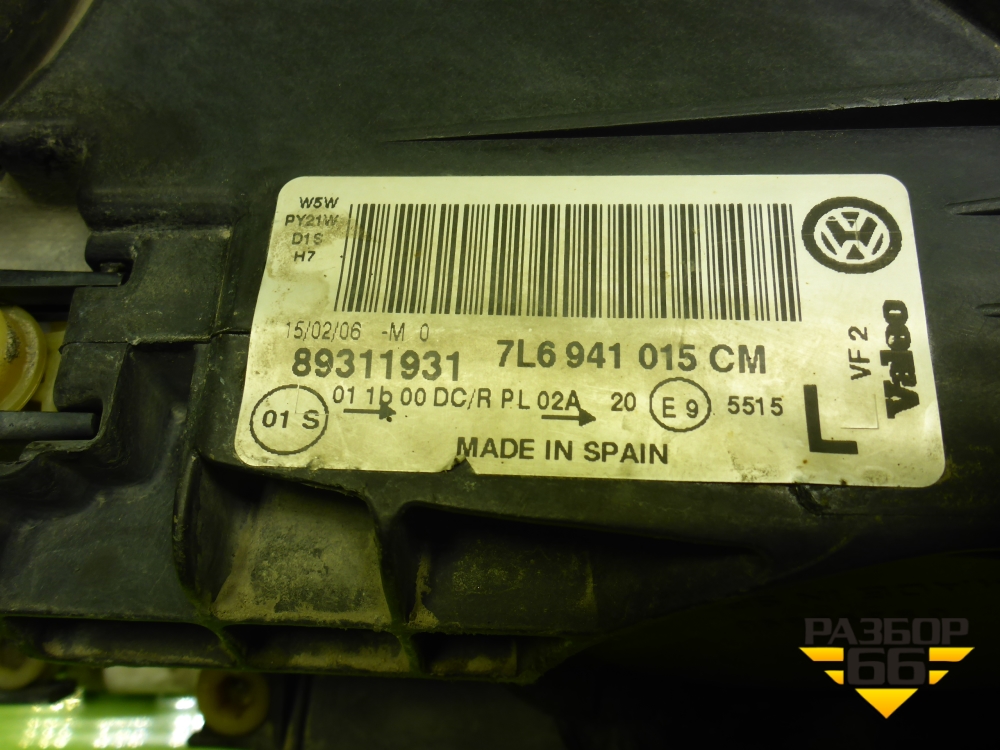 W5W
PY21W
D1S
H7
15/02/06 -M 0
89311931 7L6 941 015 CM
01 S 01 1b 00 DC/R PL 02A 20 E 9 5515
MADE IN SPAIN
L
VF 2
Valeo
РАЗБОР
66